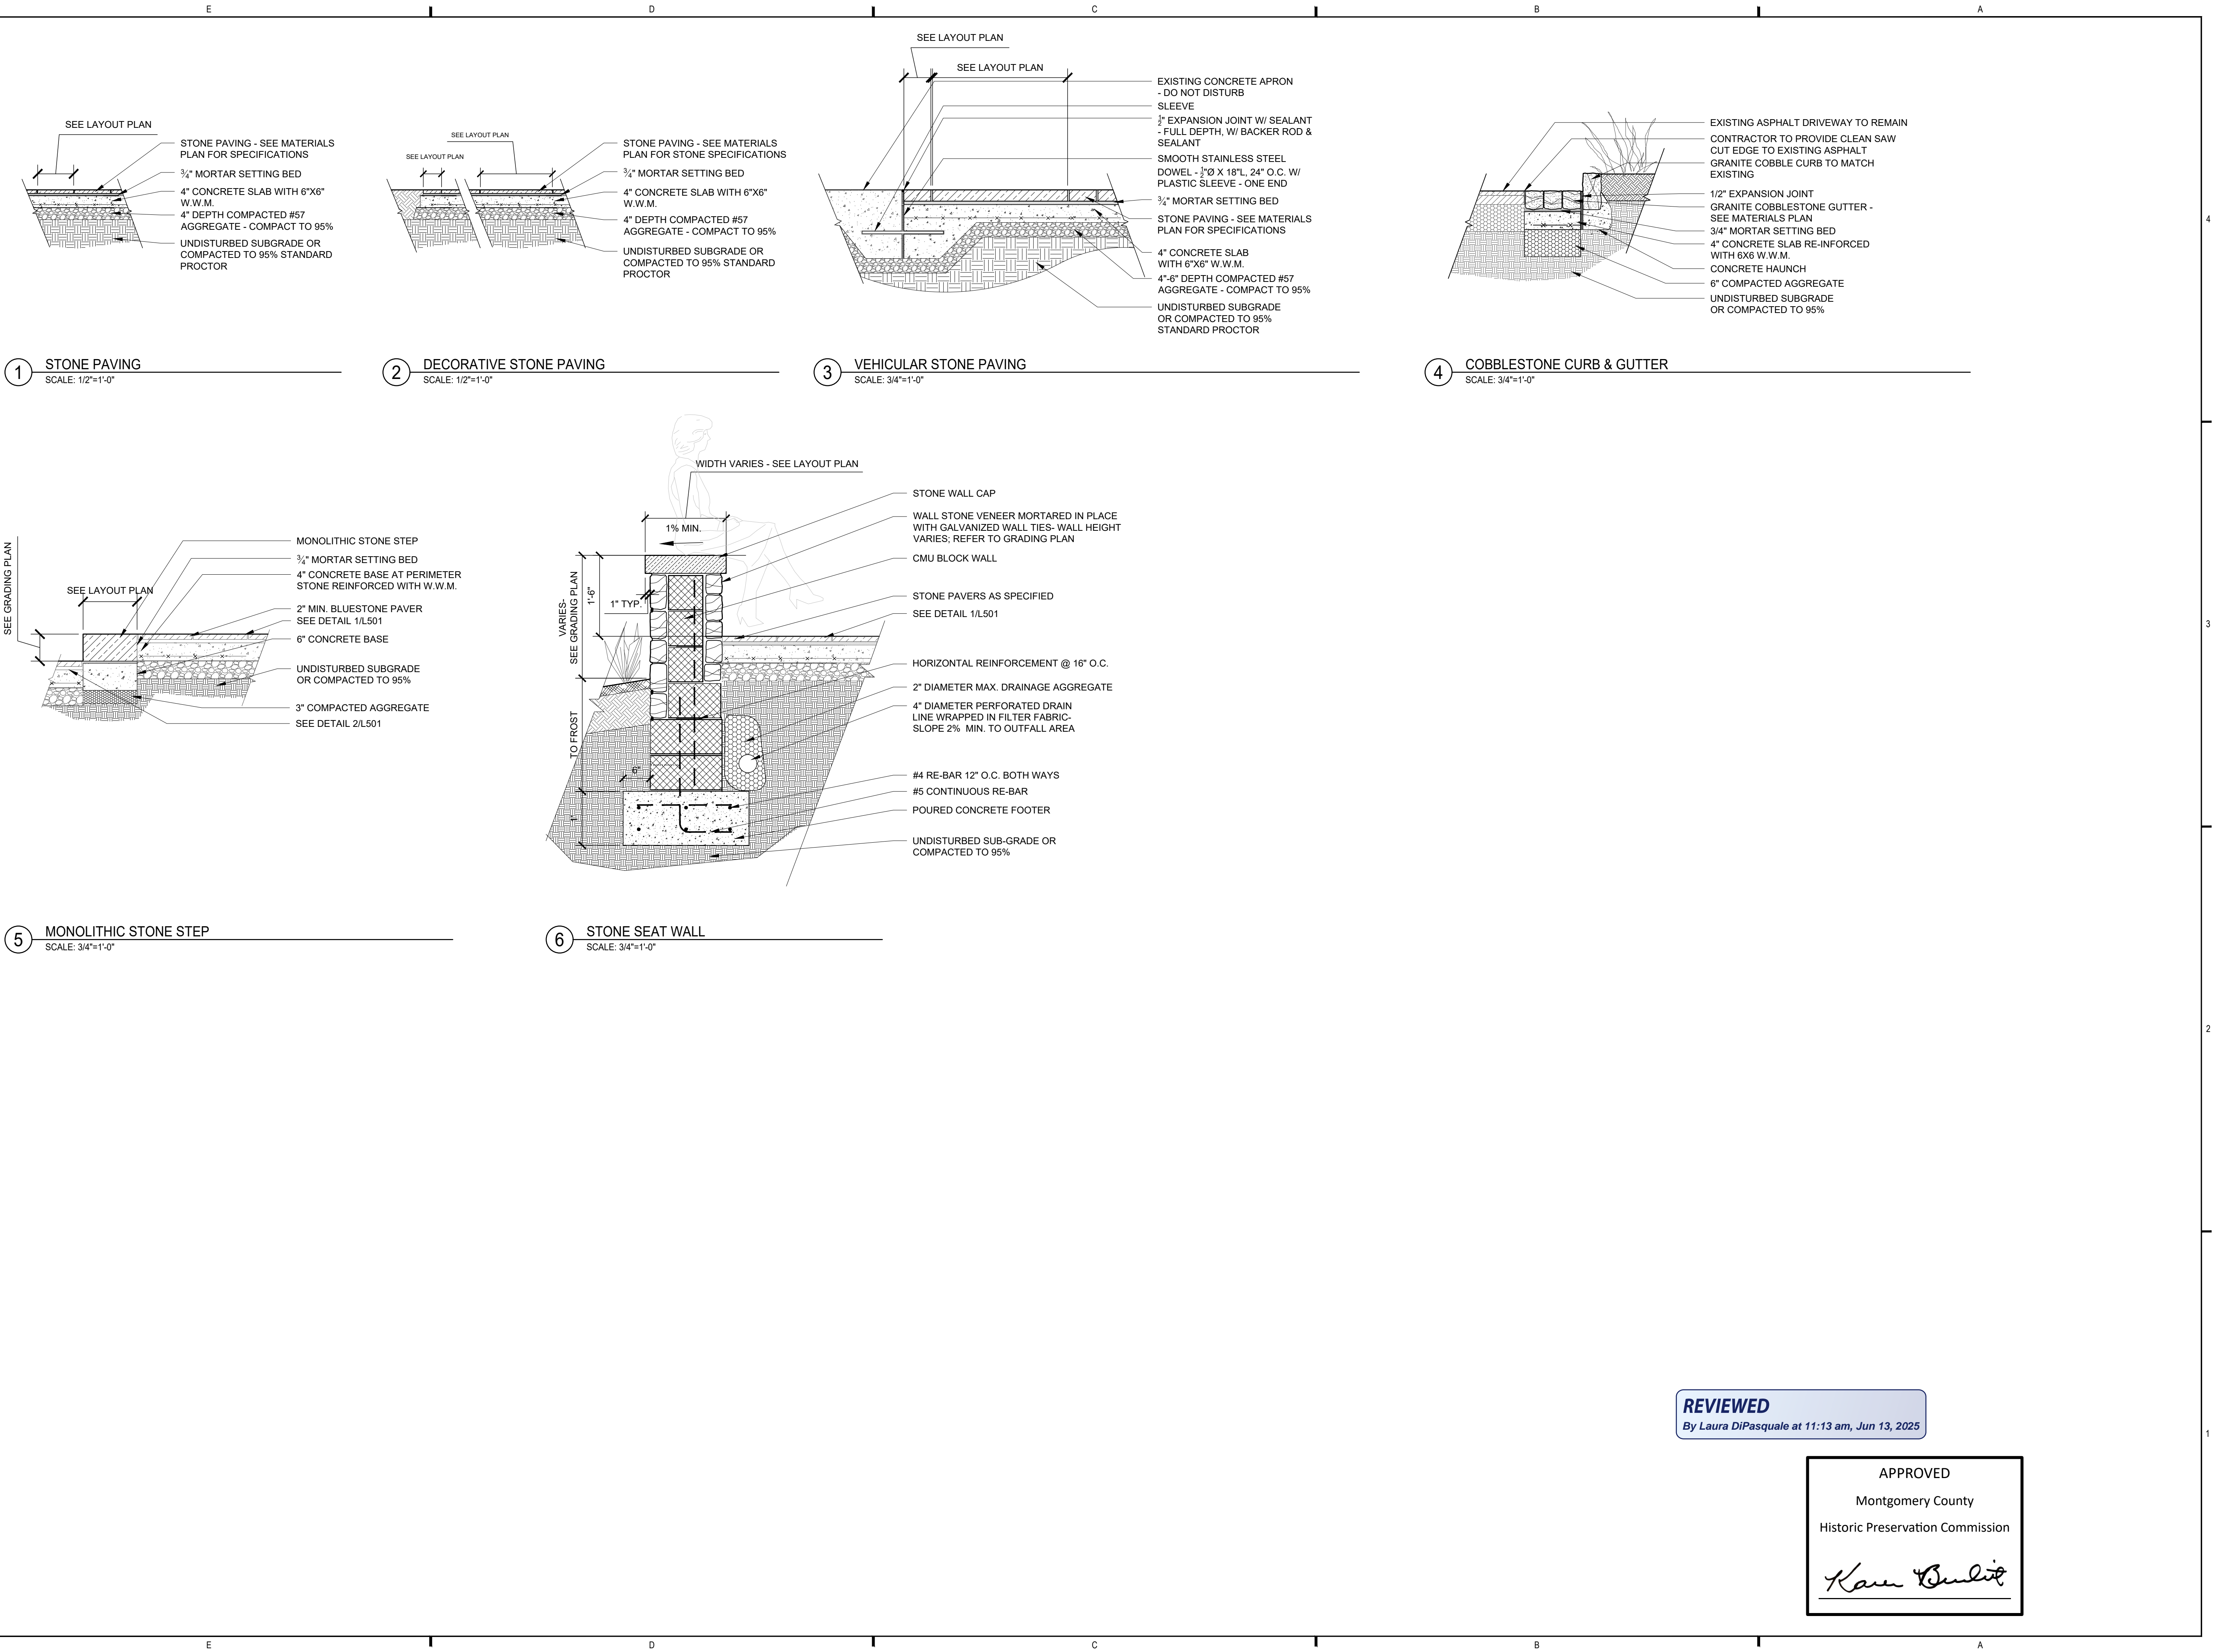 E
D
C
B
A
SEE LAYOUT PLAN
STONE PAVING - SEE MATERIALS
PLAN FOR SPECIFICATIONS
3/4" MORTAR SETTING BED
4" CONCRETE SLAB WITH 6"X6"
W.W.M.
4" DEPTH COMPACTED #57
AGGREGATE - COMPACT TO 95%
UNDISTURBED SUBGRADE OR
COMPACTED TO 95% STANDARD
PROCTOR
1
STONE PAVING
SCALE: 1/2"=1'-0"
SEE LAYOUT PLAN
SEE LAYOUT PLAN
STONE PAVING - SEE MATERIALS
PLAN FOR STONE SPECIFICATIONS
3/4" MORTAR SETTING BED
4" CONCRETE SLAB WITH 6"X6"
W.W.M.
4" DEPTH COMPACTED #57
AGGREGATE - COMPACT TO 95%
UNDISTURBED SUBGRADE OR
COMPACTED TO 95% STANDARD
PROCTOR
2
DECORATIVE STONE PAVING
SCALE: 1/2"=1'-0"
SEE LAYOUT PLAN
SEE LAYOUT PLAN
EXISTING CONCRETE APRON
- DO NOT DISTURB
SLEEVE
1/2" EXPANSION JOINT W/ SEALANT
- FULL DEPTH, W/ BACKER ROD &
SEALANT
SMOOTH STAINLESS STEEL
DOWEL - 1/2"Ø X 18"L, 24" O.C. W/
PLASTIC SLEEVE - ONE END
3/4" MORTAR SETTING BED
STONE PAVING - SEE MATERIALS
PLAN FOR SPECIFICATIONS
4" CONCRETE SLAB
WITH 6"X6" W.W.M.
4"-6" DEPTH COMPACTED #57
AGGREGATE - COMPACT TO 95%
UNDISTURBED SUBGRADE
OR COMPACTED TO 95%
STANDARD PROCTOR
3
VEHICULAR STONE PAVING
SCALE: 3/4"=1'-0"
EXISTING ASPHALT DRIVEWAY TO REMAIN
CONTRACTOR TO PROVIDE CLEAN SAW
CUT EDGE TO EXISTING ASPHALT
GRANITE COBBLE CURB TO MATCH
EXISTING
1/2" EXPANSION JOINT
GRANITE COBBLESTONE GUTTER -
SEE MATERIALS PLAN
3/4" MORTAR SETTING BED
4" CONCRETE SLAB RE-INFORCED
WITH 6X6 W.W.M.
CONCRETE HAUNCH
6" COMPACTED AGGREGATE
UNDISTURBED SUBGRADE
OR COMPACTED TO 95%
4
COBBLESTONE CURB & GUTTER
SCALE: 3/4"=1'-0"
4
SEE GRADING PLAN
SEE LAYOUT PLAN
MONOLITHIC STONE STEP
3/4" MORTAR SETTING BED
4" CONCRETE BASE AT PERIMETER
STONE REINFORCED WITH W.W.M.
2" MIN. BLUESTONE PAVER
SEE DETAIL 1/L501
6" CONCRETE BASE
UNDISTURBED SUBGRADE
OR COMPACTED TO 95%
3" COMPACTED AGGREGATE
SEE DETAIL 2/L501
5
MONOLITHIC STONE STEP
SCALE: 3/4"=1'-0"
WIDTH VARIES - SEE LAYOUT PLAN
1% MIN.
VARIES-
SEE GRADING PLAN
1'-6"
1" TYP.
TO FROST
6"
1'
STONE WALL CAP
WALL STONE VENEER MORTARED IN PLACE
WITH GALVANIZED WALL TIES- WALL HEIGHT
VARIES; REFER TO GRADING PLAN
CMU BLOCK WALL
STONE PAVERS AS SPECIFIED
SEE DETAIL 1/L501
HORIZONTAL REINFORCEMENT @ 16" O.C.
2" DIAMETER MAX. DRAINAGE AGGREGATE
4" DIAMETER PERFORATED DRAIN
LINE WRAPPED IN FILTER FABRIC-
SLOPE 2% MIN. TO OUTFALL AREA
#4 RE-BAR 12" O.C. BOTH WAYS
#5 CONTINUOUS RE-BAR
POURED CONCRETE FOOTER
UNDISTURBED SUB-GRADE OR
COMPACTED TO 95%
6
STONE SEAT WALL
SCALE: 3/4"=1'-0"
3
2
REVIEWED
By Laura DiPasquale at 11:13 am, Jun 13, 2025
1
APPROVED
Montgomery County
Historic Preservation Commission
E
D
C
B
A